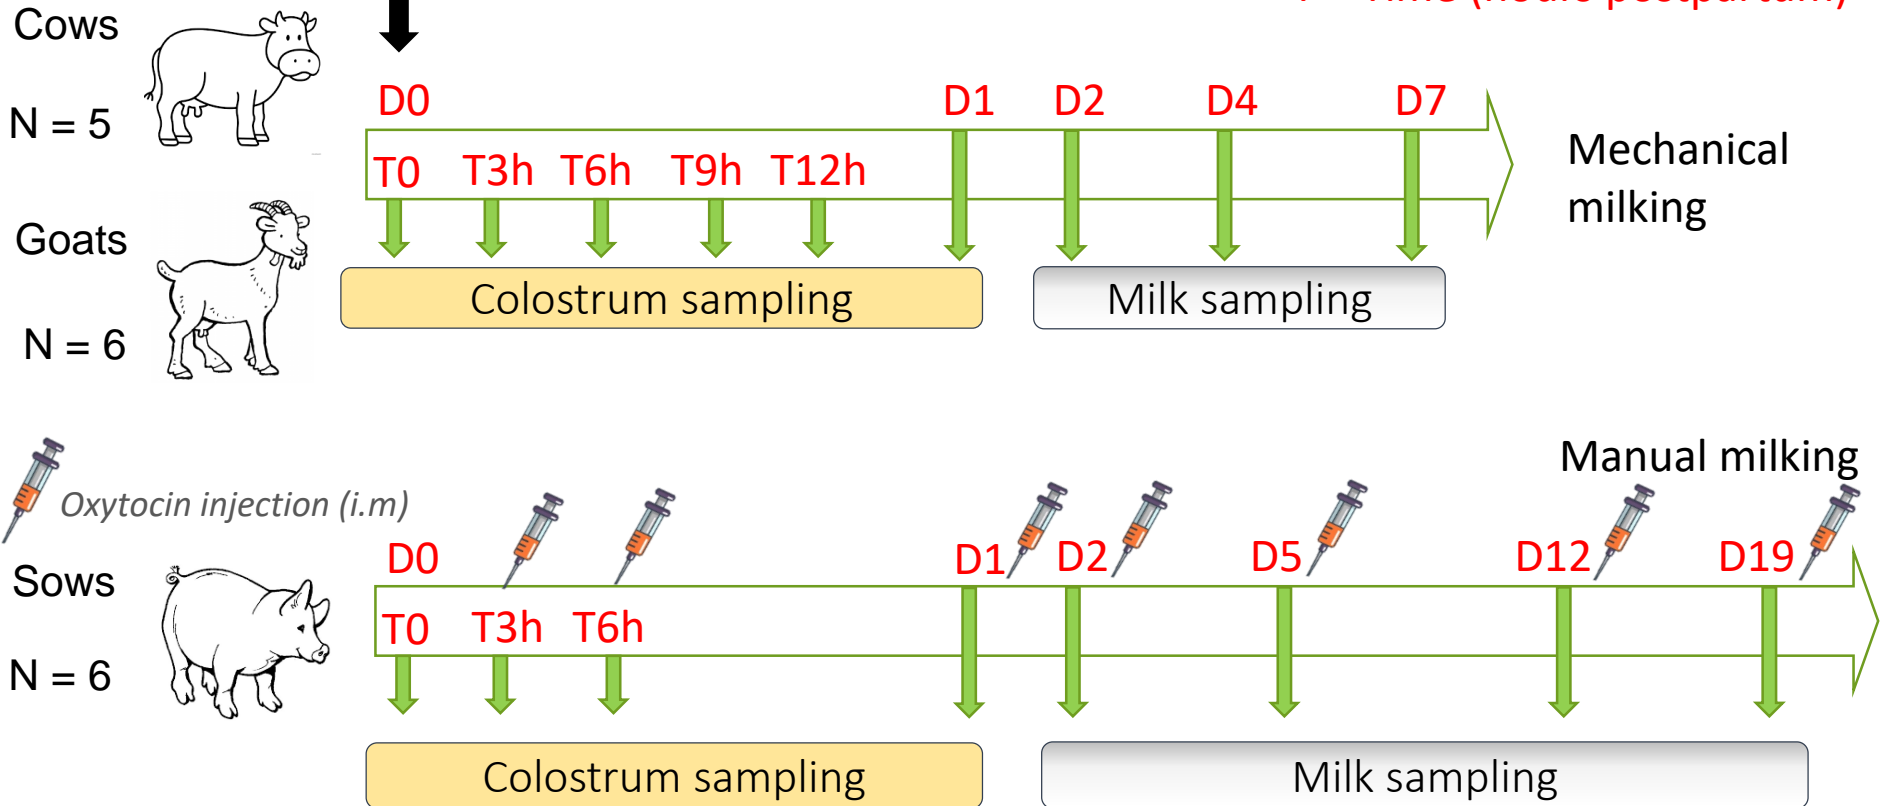 Cows
N = 5
D0 D1 D2 D4 D7
T0 T3h T6h T9h T12h
Mechanical
milking
Goats
N = 6
Colostrum sampling Milk sampling
Manual milking
Oxytocin injection (i.m)
D0 D1 D2 D5 D12 D19
Sows
T0 T3h T6h
N = 6
Colostrum sampling Milk sampling